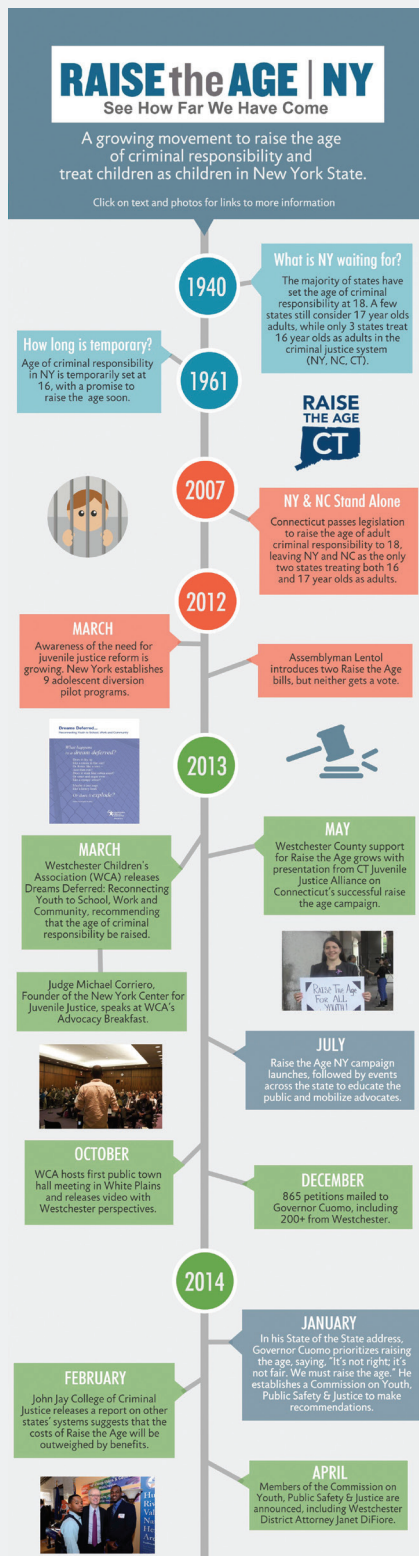 RAISE the AGE | NY
See How Far We Have Come
A growing movement to raise the age
of criminal responsibility and
treat children as children in New York State.
Click on text and photos for links to more information
1940
What is NY waiting for?
The majority of states have
set the age of criminal
responsibility at 18. A few
states still consider 17 year olds
adults, while only 3 states treat
16 year olds as adults in the
criminal justice system
(NY, NC, CT).
How long is temporary?
Age of criminal responsibility
in NY is temporarily set at
16, with a promise to
raise the age soon.
1961
RAISE
THE AGE
CT
2007
NY & NC Stand Alone
Connecticut passes legislation
to raise the age of adult
criminal responsibility to 18,
leaving NY and NC as the only
two states treating both 16
and 17 year olds as adults.
2012
MARCH
Awareness of the need for
juvenile justice reform is
growing. New York establishes
9 adolescent diversion
pilot programs.
Assemblyman Lentol
introduces two Raise the Age
bills, but neither gets a vote.
Dreams Deferred...
What happens
to a dream deferred?
2013
MARCH
Westchester Children's
Association (WCA) releases
Dreams Deferred: Reconnecting
Youth to School, Work and
Community, recommending
that the age of criminal
responsibility be raised.
MAY
Westchester County support
for Raise the Age grows with
presentation from CT Juvenile
Justice Alliance on
Connecticut's successful raise
the age campaign.
Judge Michael Corriero,
Founder of the New York Center for
Juvenile Justice, speaks at WCA's
Advocacy Breakfast.
RAISE The Age
FOR ALL
YOUTH!
JULY
Raise the Age NY campaign
launches, followed by events
across the state to educate the
public and mobilize advocates.
OCTOBER
WCA hosts first public town
hall meeting in White Plains
and releases video with
Westchester perspectives.
DECEMBER
865 petitions mailed to
Governor Cuomo, including
200+ from Westchester.
2014
JANUARY
In his State of the State address,
Governor Cuomo prioritizes raising
the age, saying, "It's not right; it's
not fair. We must raise the age." He
establishes a Commission on Youth,
Public Safety & Justice to make
recommendations.
FEBRUARY
John Jay College of Criminal
Justice releases a report on other
states' systems suggests that the
costs of Raise the Age will be
outweighed by benefits.
APRIL
Members of the Commission on
Youth, Public Safety & Justice are
announced, including Westchester
District Attorney Janet DiFiore.